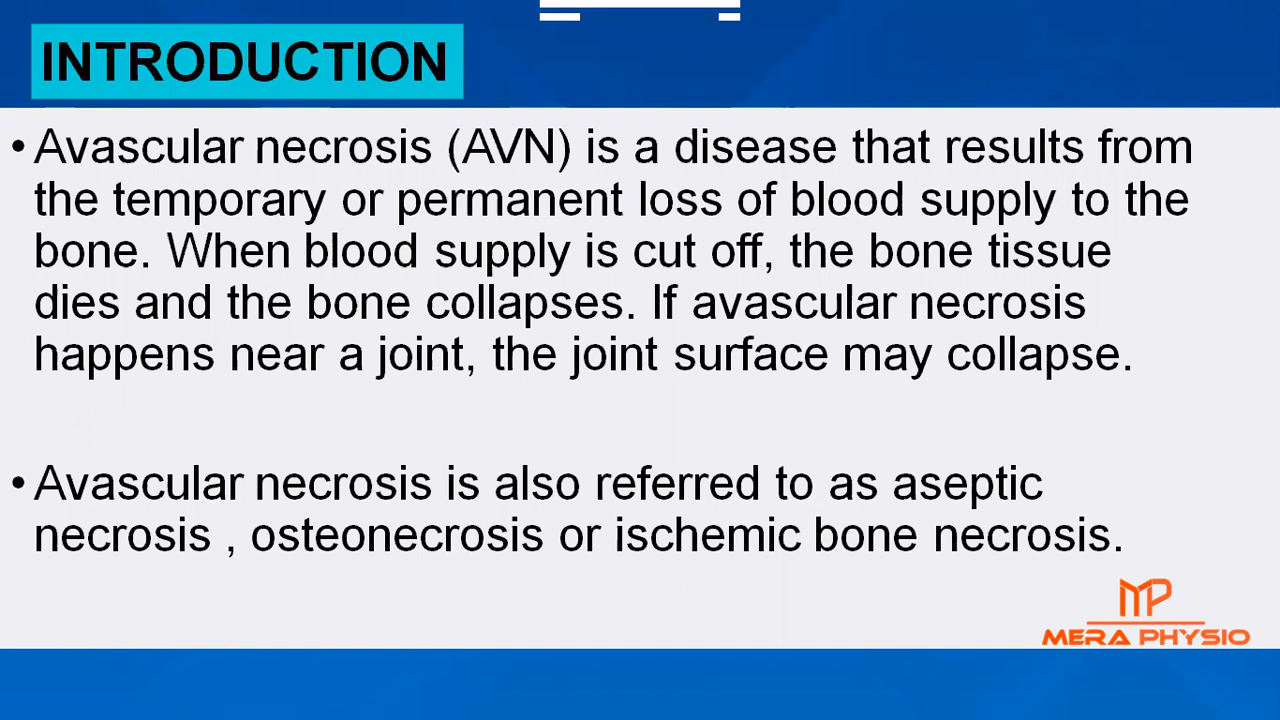 INTRODUCTION
• Avascular necrosis (AVN) is a disease that results from
the temporary or permanent loss of blood supply to the
bone. When blood supply is cut off, the bone tissue
dies and the bone collapses. If avascular necrosis
happens near a joint, the joint surface may collapse.
• Avascular necrosis is also referred to as aseptic
necrosis , osteonecrosis or ischemic bone necrosis.
MP
MERA PHYSIO